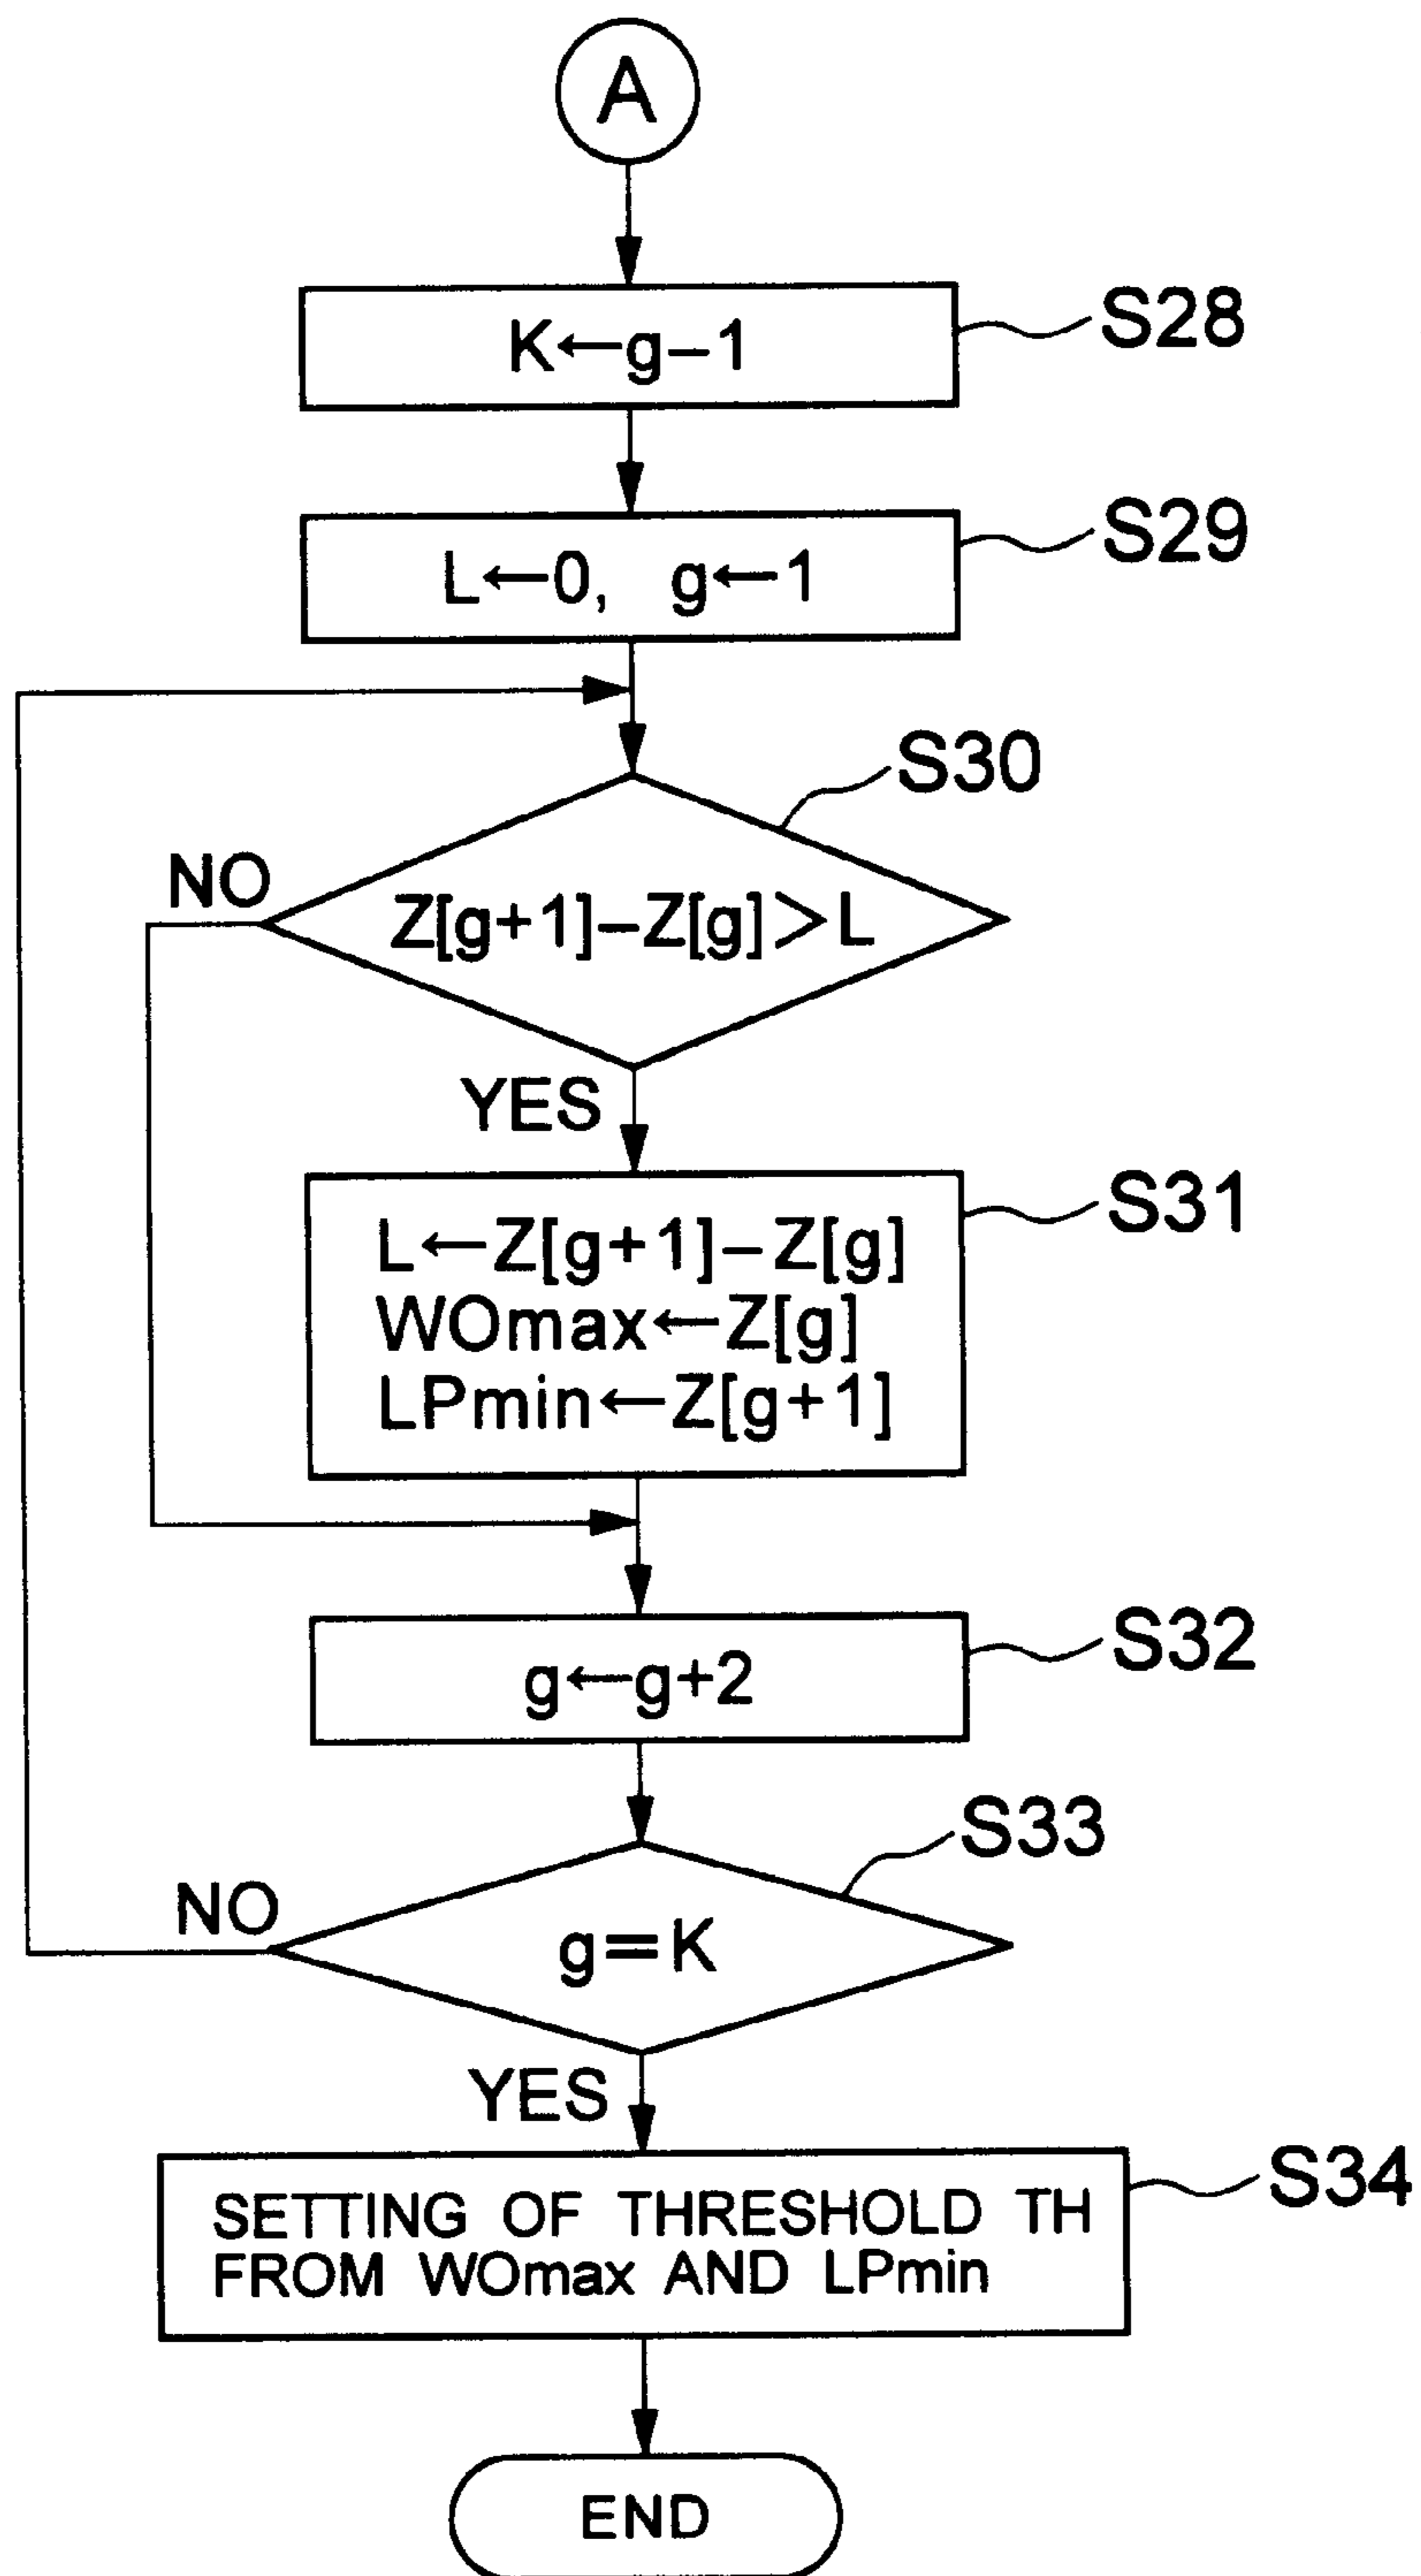 A
K←g−1
S28
L←0, g←1
S29
S30
NO
Z[g+1]−Z[g]>L
YES
S31
L←Z[g+1]−Z[g]
WOmax←Z[g]
LPmin←Z[g+1]
g←g+2
S32
S33
NO
g=K
YES
S34
SETTING OF THRESHOLD TH
FROM WOmax AND LPmin
END